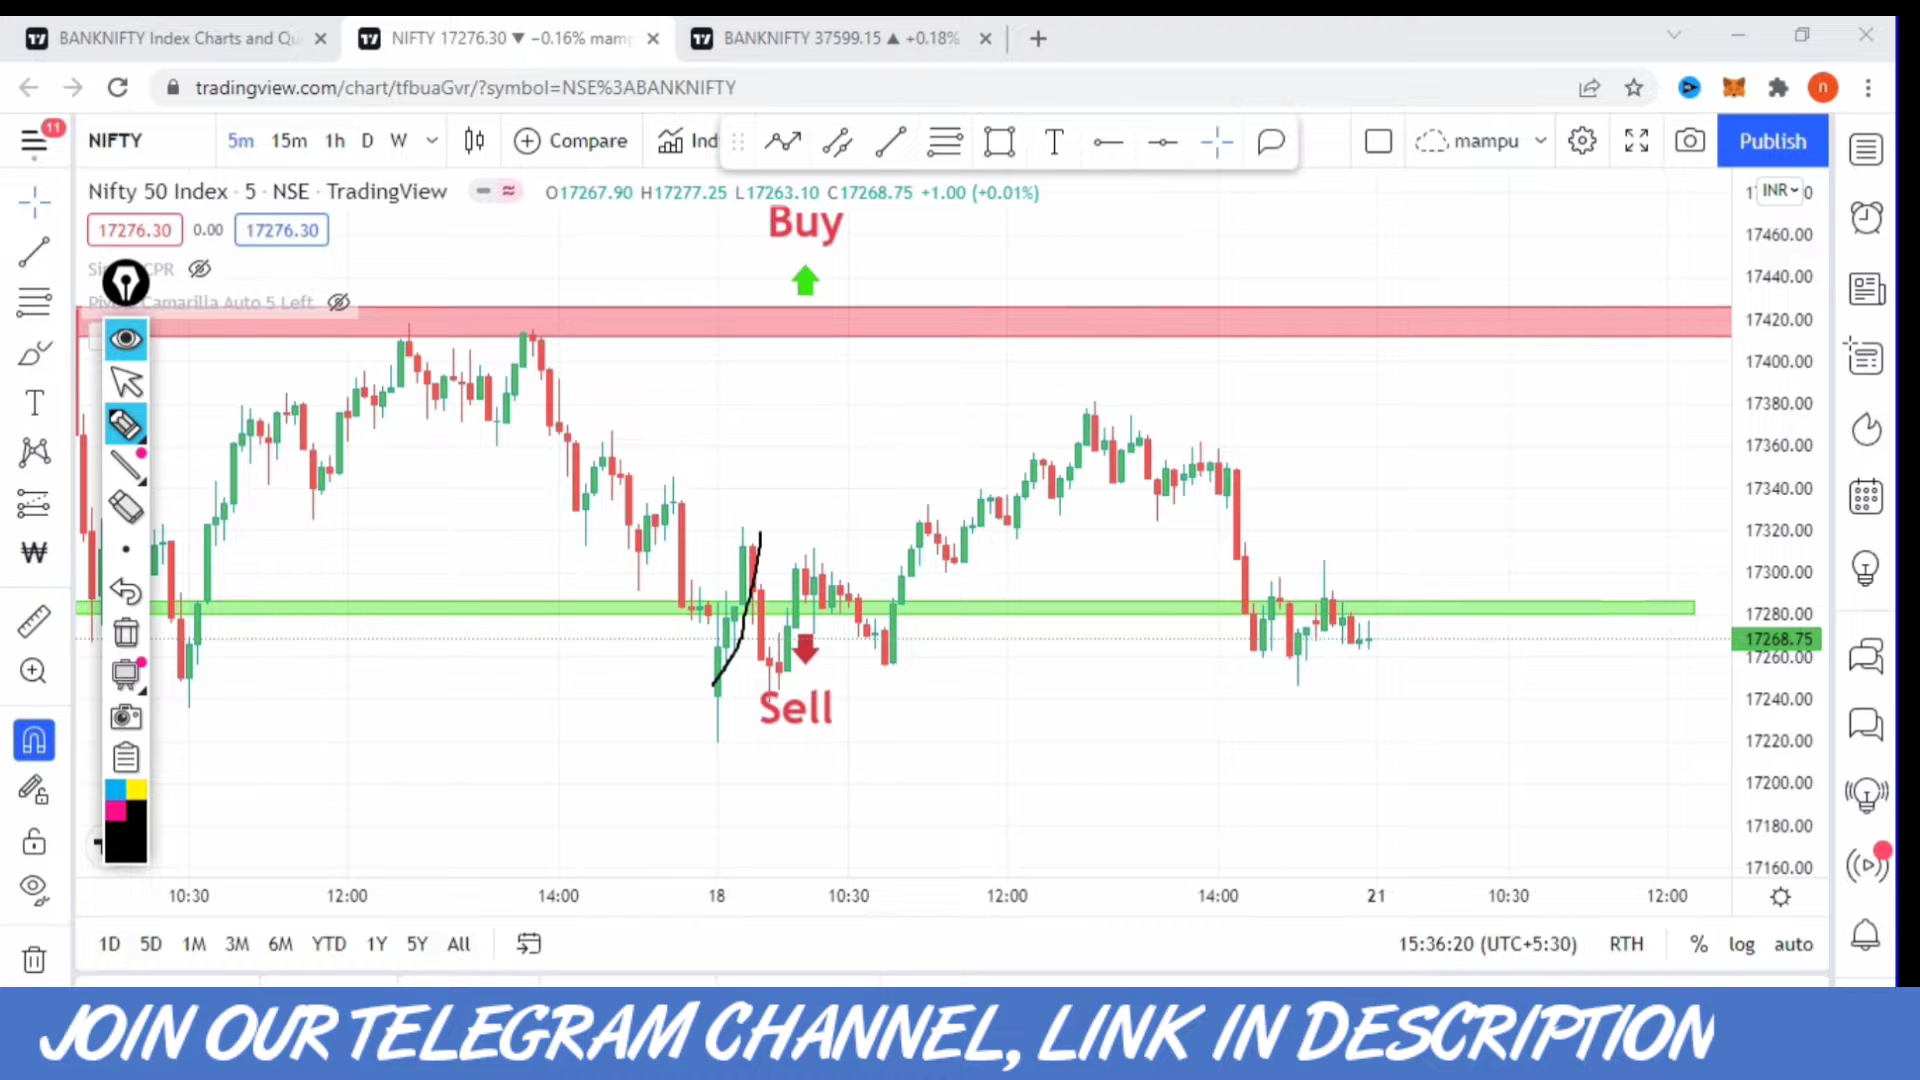 BANKNIFTY Index Charts and Qu
NIFTY 17276.30 ▼ −0.16% mamp
BANKNIFTY 37599.15 ▲ +0.18%
tradingview.com/chart/tfbuaGvr/?symbol=NSE%3ABANKNIFTY
n
11
NIFTY
5m 15m 1h D W
Compare
Ind
mampu
Publish
Nifty 50 Index · 5 · NSE · TradingView
O17267.90 H17277.25 L17263.10 C17268.75 +1.00 (+0.01%)
INR
17276.30 0.00 17276.30
CPR
Camarilla Auto 5 Left
Buy
Sell
17460.00
17440.00
17420.00
17400.00
17380.00
17360.00
17340.00
17320.00
17300.00
17280.00
17268.75
17260.00
17240.00
17220.00
17200.00
17180.00
17160.00
10:30 12:00 14:00 18 10:30 12:00 14:00 21 10:30 12:00
1D 5D 1M 3M 6M YTD 1Y 5Y All
15:36:20 (UTC+5:30) RTH % log auto
JOIN OUR TELEGRAM CHANNEL, LINK IN DESCRIPTION